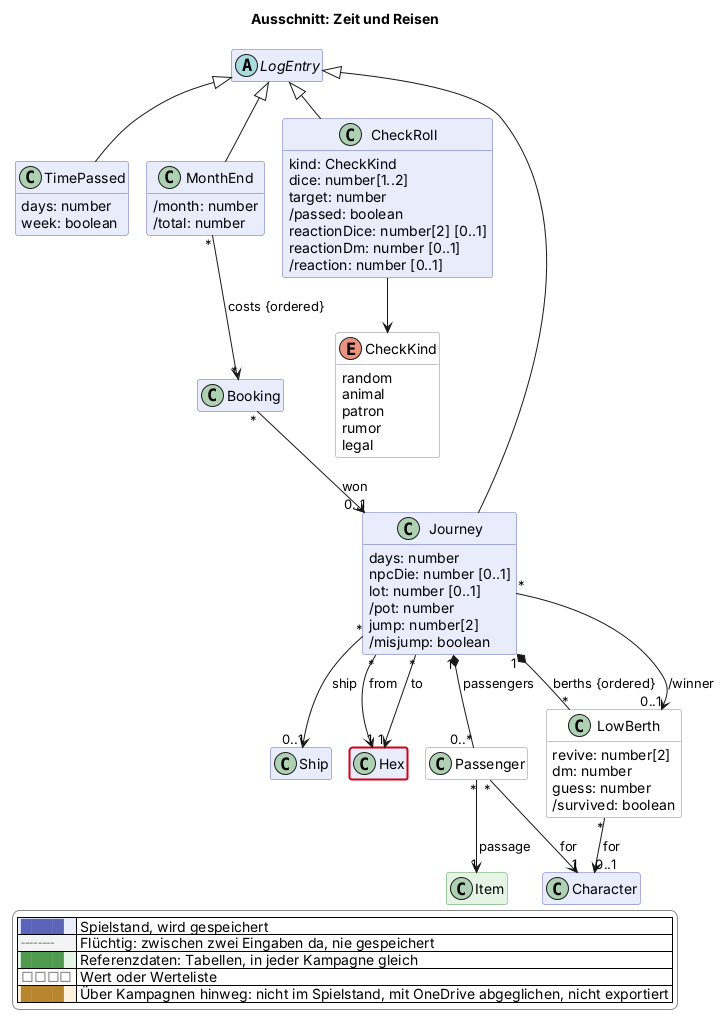 Ausschnitt: Zeit und Reisen
A LogEntry
C TimePassed
days: number
week: boolean
C MonthEnd
/month: number
/total: number
C CheckRoll
kind: CheckKind
dice: number[1..2]
target: number
/passed: boolean
reactionDice: number[2] [0..1]
reactionDm: number [0..1]
/reaction: number [0..1]
*
costs {ordered}
*
E CheckKind
random
animal
patron
rumor
legal
C Booking
*
won
0..1
C Journey
days: number
npcDie: number [0..1]
lot: number [0..1]
/pot: number
jump: number[2]
/misjump: boolean
*
* * * 1 1
ship from to passengers berths {ordered} /winner
0..1 1 1 0..* * 0..1
C Ship
C Hex
C Passenger
C LowBerth
revive: number[2]
dm: number
guess: number
/survived: boolean
* * *
passage for for
1 1 0..1
C Item
C Character
Spielstand, wird gespeichert
-------- Flüchtig: zwischen zwei Eingaben da, nie gespeichert
Referenzdaten: Tabellen, in jeder Kampagne gleich
□□□□ Wert oder Werteliste
Über Kampagnen hinweg: nicht im Spielstand, mit OneDrive abgeglichen, nicht exportiert